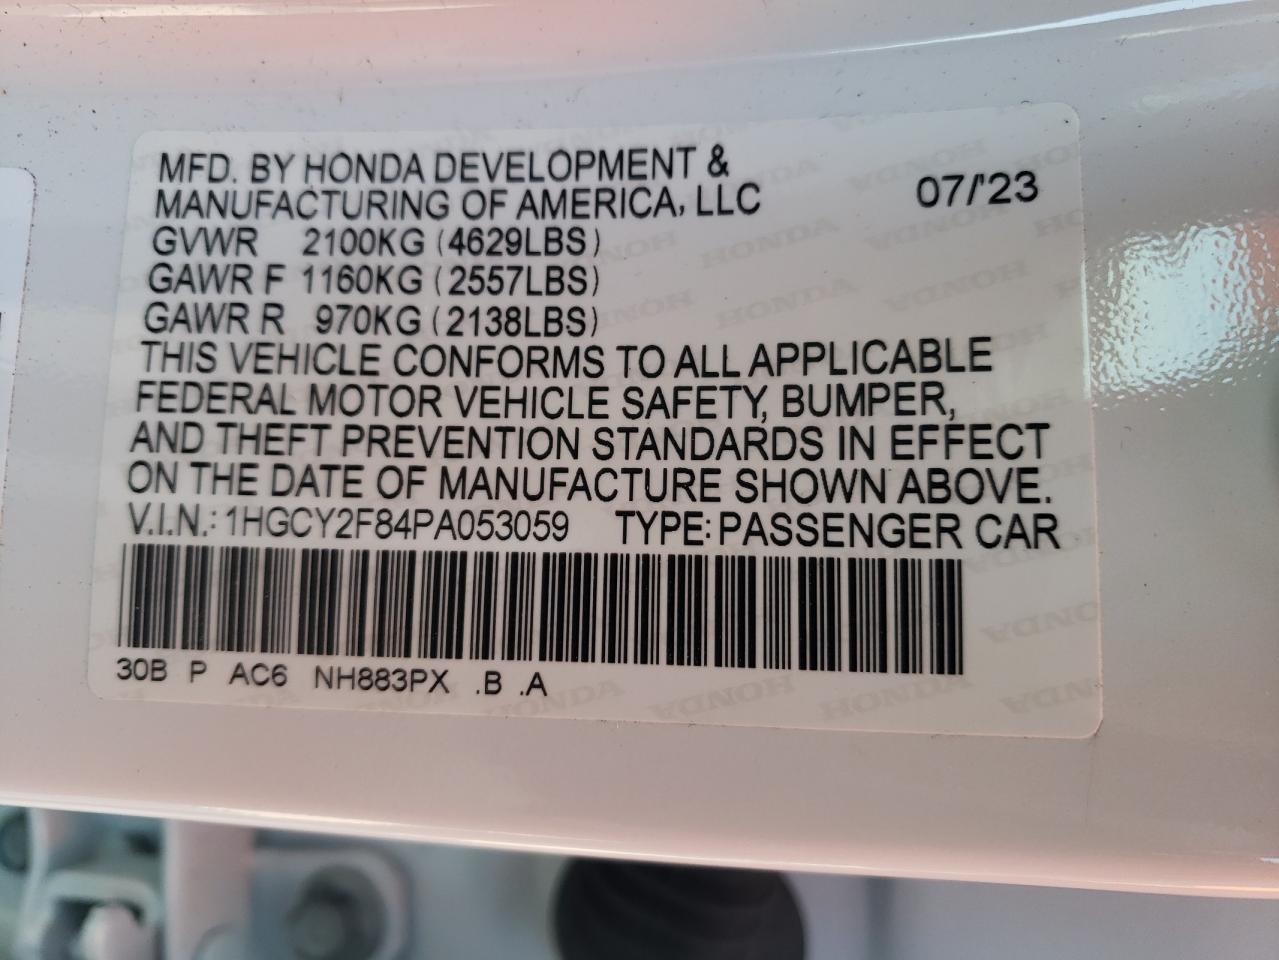 MFD. BY HONDA DEVELOPMENT &
MANUFACTURING OF AMERICA, LLC 07/'23
GVWR 2100KG (4629LBS)
GAWR F 1160KG (2557LBS)
GAWR R 970KG (2138LBS)
THIS VEHICLE CONFORMS TO ALL APPLICABLE
FEDERAL MOTOR VEHICLE SAFETY, BUMPER,
AND THEFT PREVENTION STANDARDS IN EFFECT
ON THE DATE OF MANUFACTURE SHOWN ABOVE.
V.I.N.: 1HGCY2F84PA053059 TYPE: PASSENGER CAR
30B P AC6 NH883PX .B .A